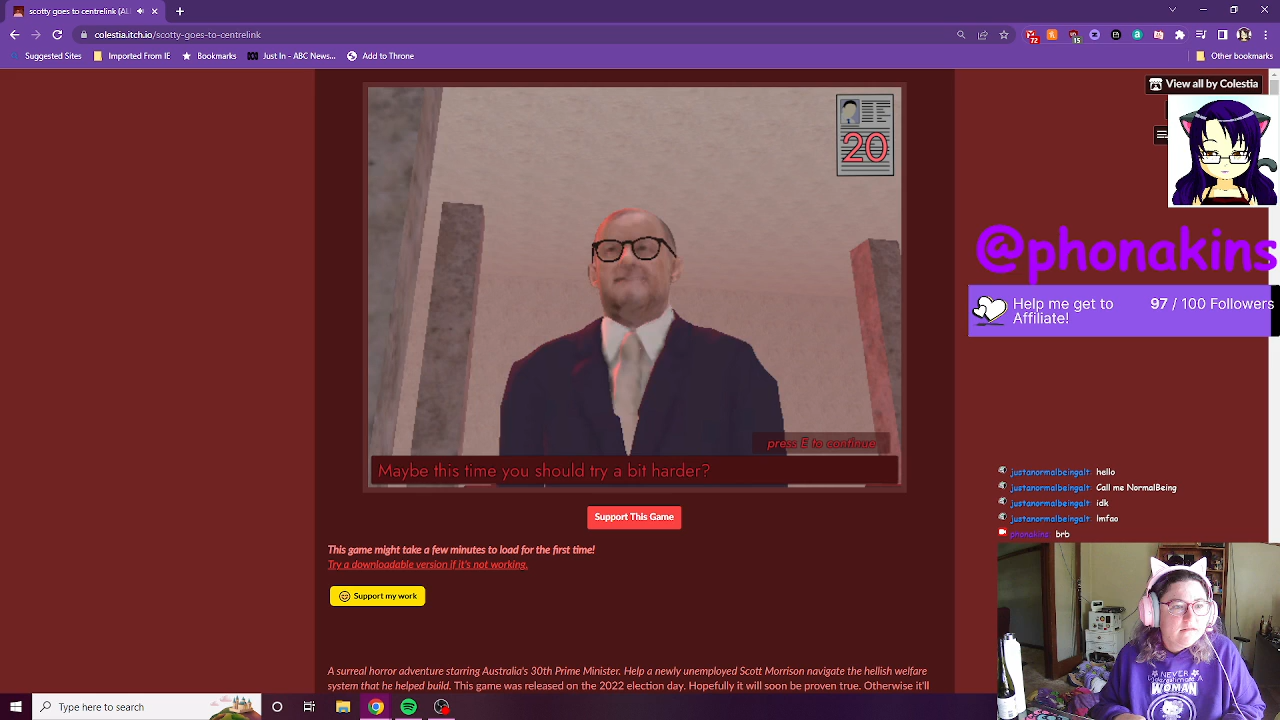 scotty goes to centrelink (AL
colestia.itch.io/scotty-goes-to-centrelink
72
15
Suggested Sites
Imported From IE
Bookmarks
Just In - ABC News...
Add to Throne
Other bookmarks
View all by Colestia
20
@phonakins
Help me get to 97 / 100 Followers
Affiliate!
press E to continue
Maybe this time you should try a bit harder?
justanormalbeingalt: hello
justanormalbeingalt: Call me NormalBeing
justanormalbeingalt: idk
justanormalbeingalt: lmfao
phonakins: brb
Support This Game
This game might take a few minutes to load for the first time!
Try a downloadable version if it's not working.
Support my work
NEVER
A WOMAN
A surreal horror adventure starring Australia's 30th Prime Minister. Help a newly unemployed Scott Morrison navigate the hellish welfare
system that he helped build. This game was released on the 2022 election day. Hopefully it will soon be proven true. Otherwise it'll
Type here to search